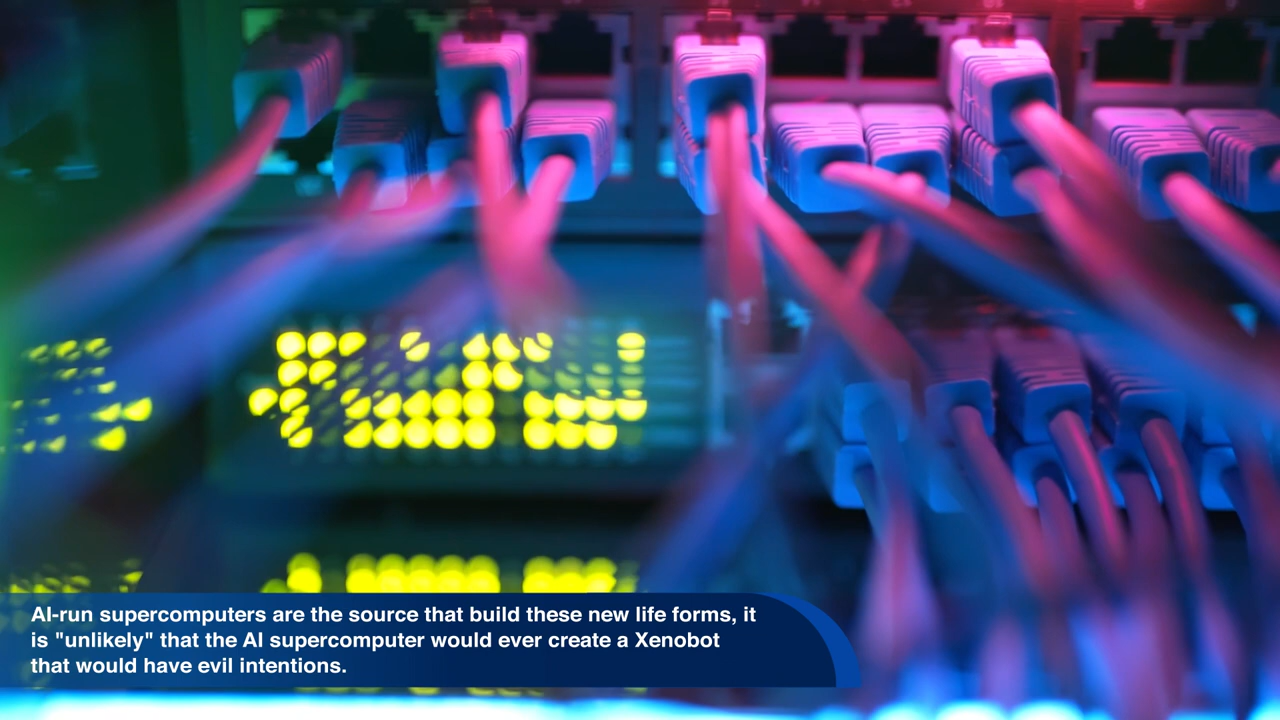 AI-run supercomputers are the source that build these new life forms, it
is "unlikely" that the AI supercomputer would ever create a Xenobot
that would have evil intentions.